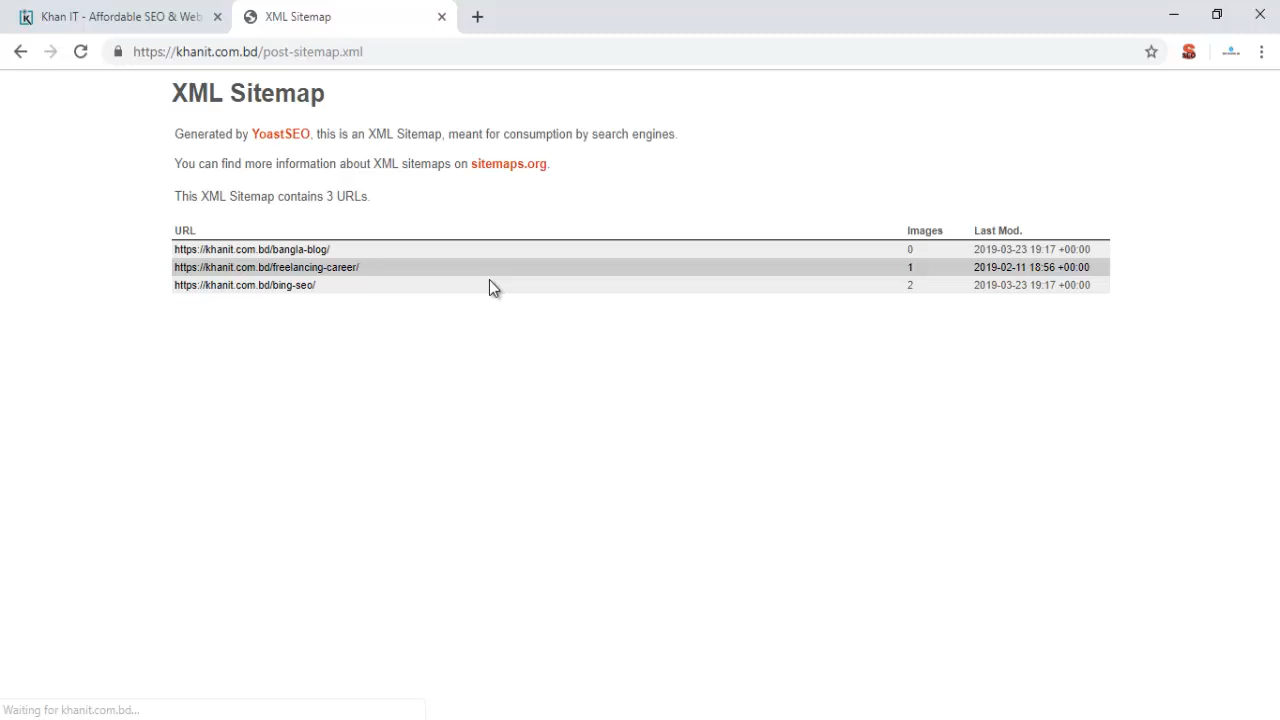 Khan IT - Affordable SEO & Web
XML Sitemap
https://khanit.com.bd/post-sitemap.xml
SEO
XML Sitemap
Generated by YoastSEO, this is an XML Sitemap, meant for consumption by search engines.
You can find more information about XML sitemaps on sitemaps.org.
This XML Sitemap contains 3 URLs.
URL Images Last Mod.
https://khanit.com.bd/bangla-blog/ 0 2019-03-23 19:17 +00:00
https://khanit.com.bd/freelancing-career/ 1 2019-02-11 18:56 +00:00
https://khanit.com.bd/bing-seo/ 2 2019-03-23 19:17 +00:00
Waiting for khanit.com.bd...